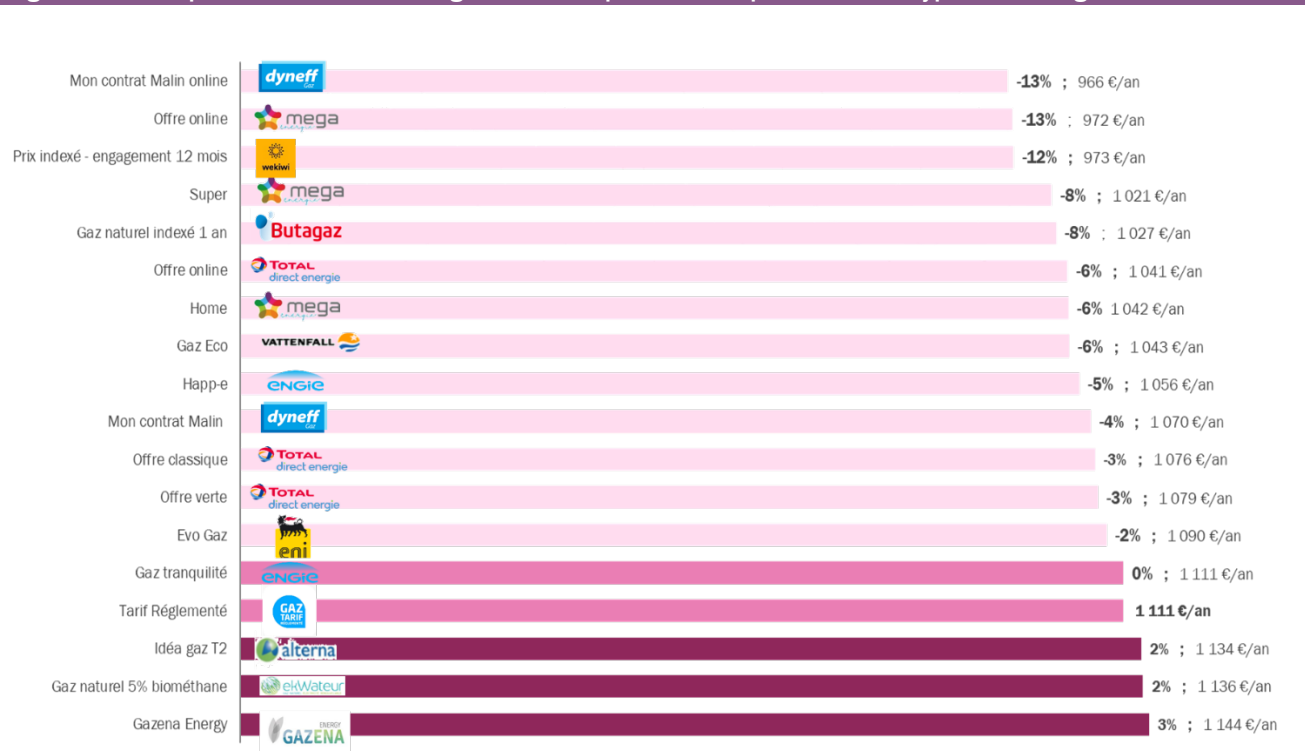 Mon contrat Malin online dyneff Gaz -13% ; 966 €/an
Offre online mega energie -13% ; 972 €/an
Prix indexé - engagement 12 mois wekiwi -12% ; 973 €/an
Super mega energie -8% ; 1 021 €/an
Gaz naturel indexé 1 an Butagaz -8% ; 1 027 €/an
Offre online TOTAL direct energie -6% ; 1 041 €/an
Home mega energie -6% 1 042 €/an
Gaz Eco VATTENFALL -6% ; 1 043 €/an
Happ-e ENGIE -5% ; 1 056 €/an
Mon contrat Malin dyneff Gaz -4% ; 1 070 €/an
Offre classique TOTAL direct energie -3% ; 1 076 €/an
Offre verte TOTAL direct energie -3% ; 1 079 €/an
Evo Gaz eni -2% ; 1 090 €/an
Gaz tranquilité ENGIE 0% ; 1 111 €/an
Tarif Réglementé GAZ TARIF RÉGLEMENTÉ 1 111 €/an
Idéa gaz T2 alterna 2% ; 1 134 €/an
Gaz naturel 5% biométhane ekWateur 2% ; 1 136 €/an
Gazena Energy ENERGY GAZENA 3% ; 1 144 €/an